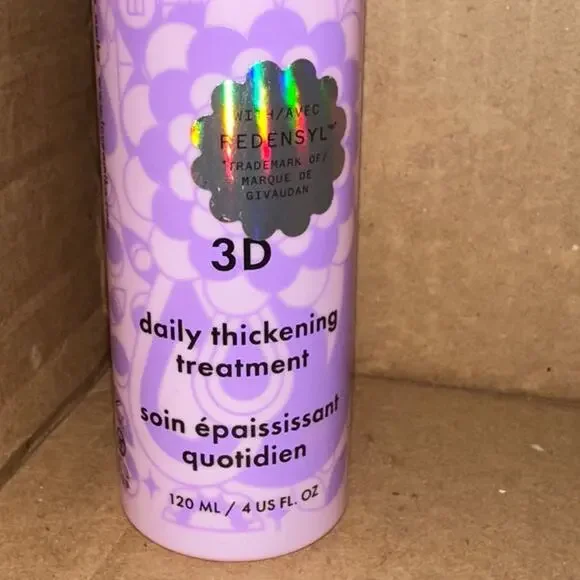 WITH/AVEC
REDENSYL™*
*TRADEMARK OF/
MARQUE DE
GIVAUDAN
3D
daily thickening
treatment
soin épaississant
quotidien
120 ML / 4 US FL. OZ